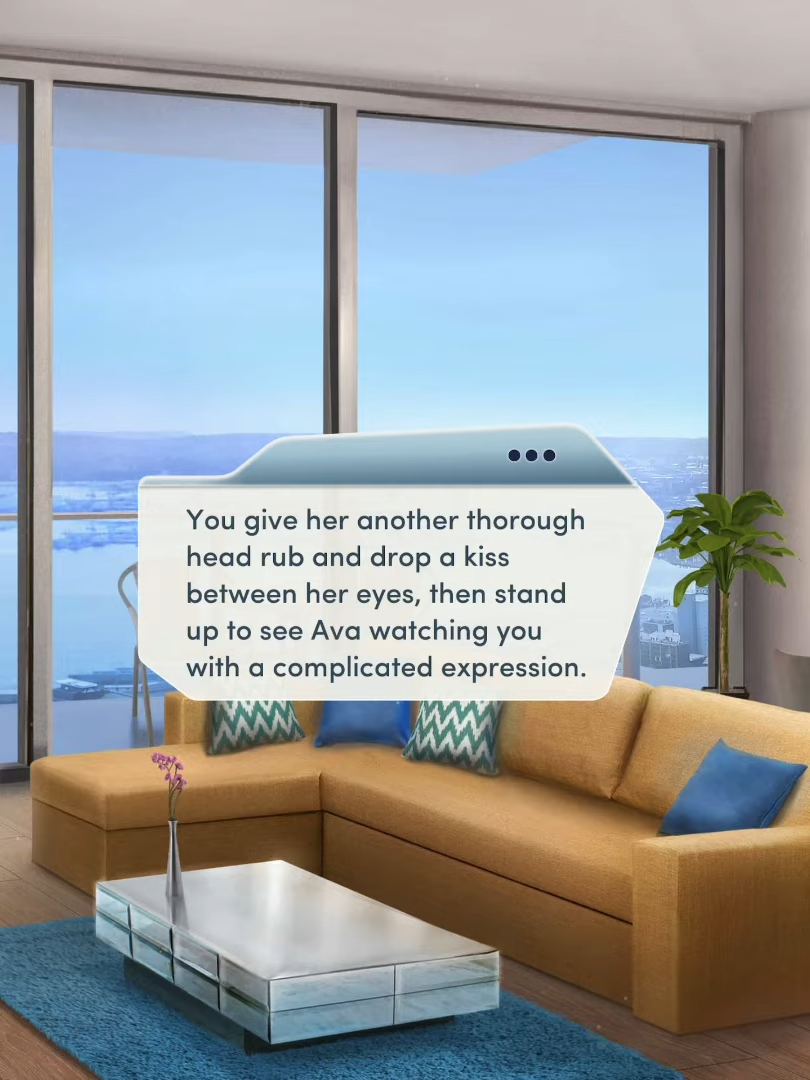 You give her another thorough
head rub and drop a kiss
between her eyes, then stand
up to see Ava watching you
with a complicated expression.